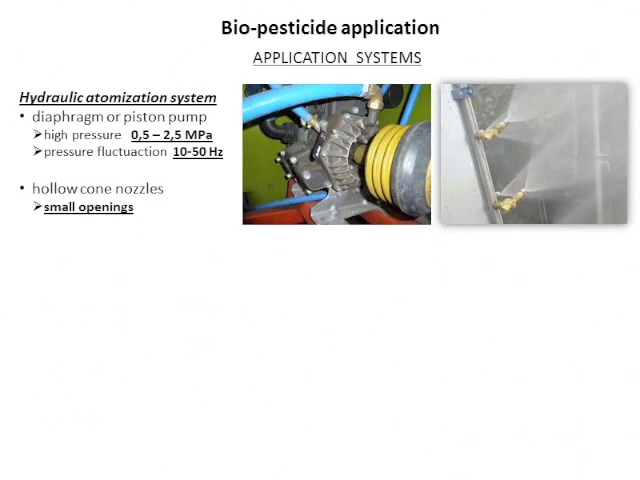 Bio-pesticide application
APPLICATION SYSTEMS
Hydraulic atomization system
• diaphragm or piston pump
➢high pressure 0,5 – 2,5 MPa
➢pressure fluctuaction 10-50 Hz
• hollow cone nozzles
➢small openings